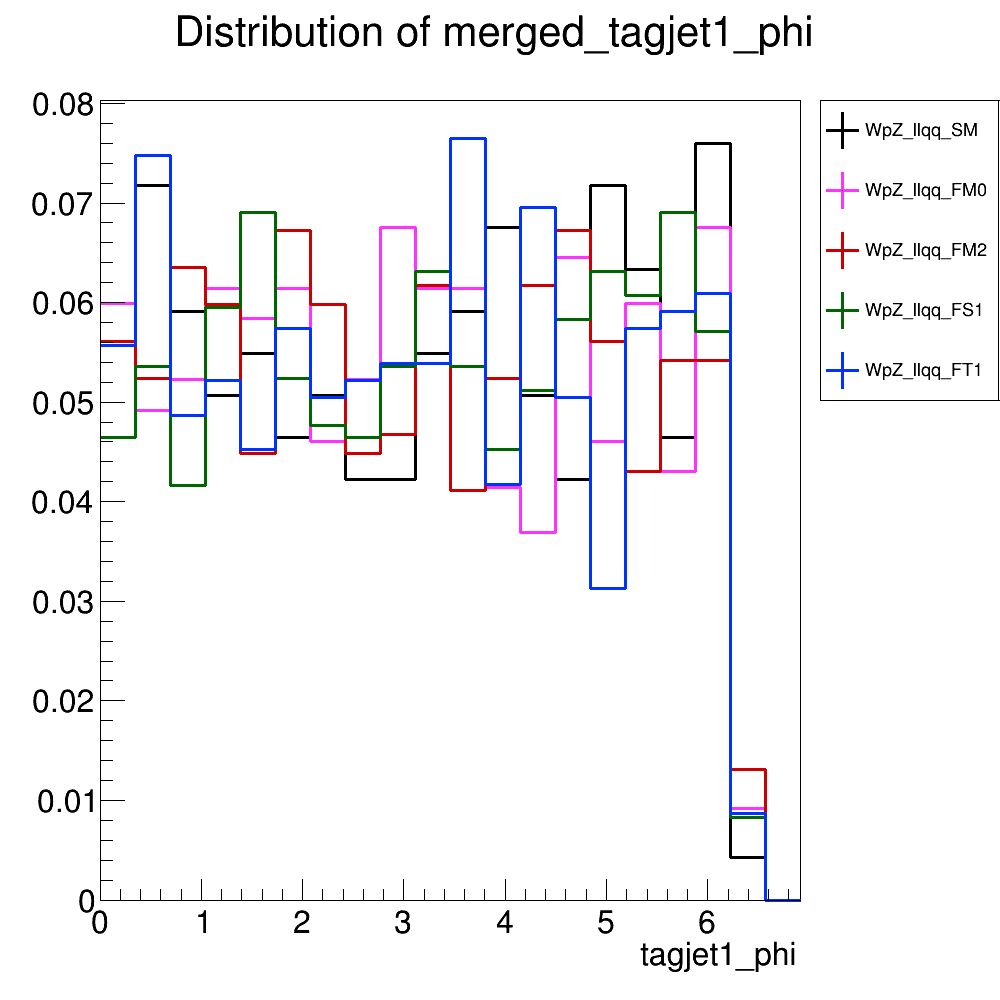 Distribution of merged_tagjet1_phi
0.08
0.07
0.06
0.05
0.04
0.03
0.02
0.01
0
0 1 2 3 4 5 6
tagjet1_phi
WpZ_llqq_SM
WpZ_llqq_FM0
WpZ_llqq_FM2
WpZ_llqq_FS1
WpZ_llqq_FT1